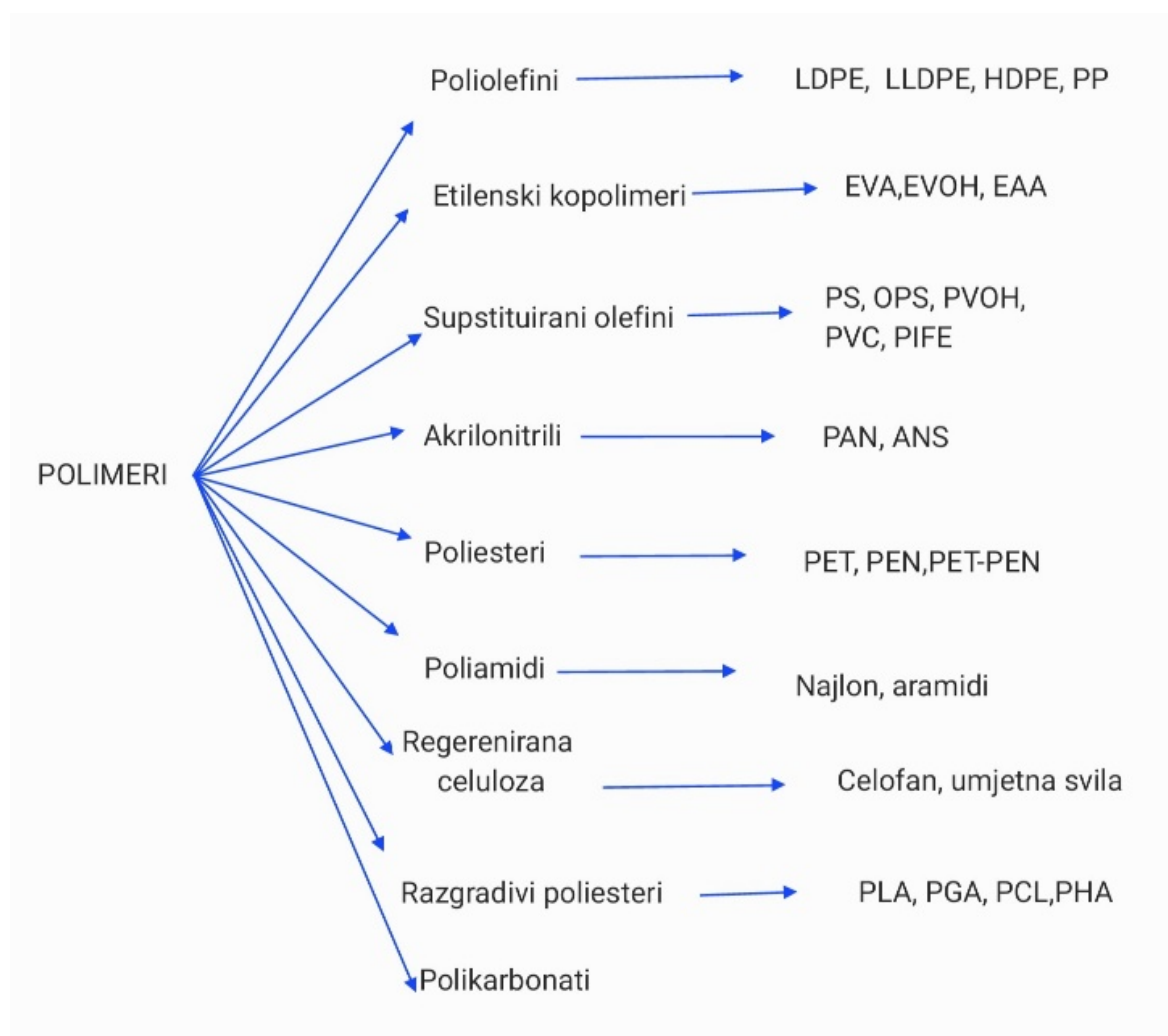 Poliolefini LDPE, LLDPE, HDPE, PP
Etilenski kopolimeri EVA,EVOH, EAA
Supstituirani olefini PS, OPS, PVOH,
PVC, PIFE
Akrilonitrili PAN, ANS
POLIMERI
Poliesteri PET, PEN,PET-PEN
Poliamidi Najlon, aramidi
Regerenirana
celuloza Celofan, umjetna svila
Razgradivi poliesteri PLA, PGA, PCL,PHA
Polikarbonati